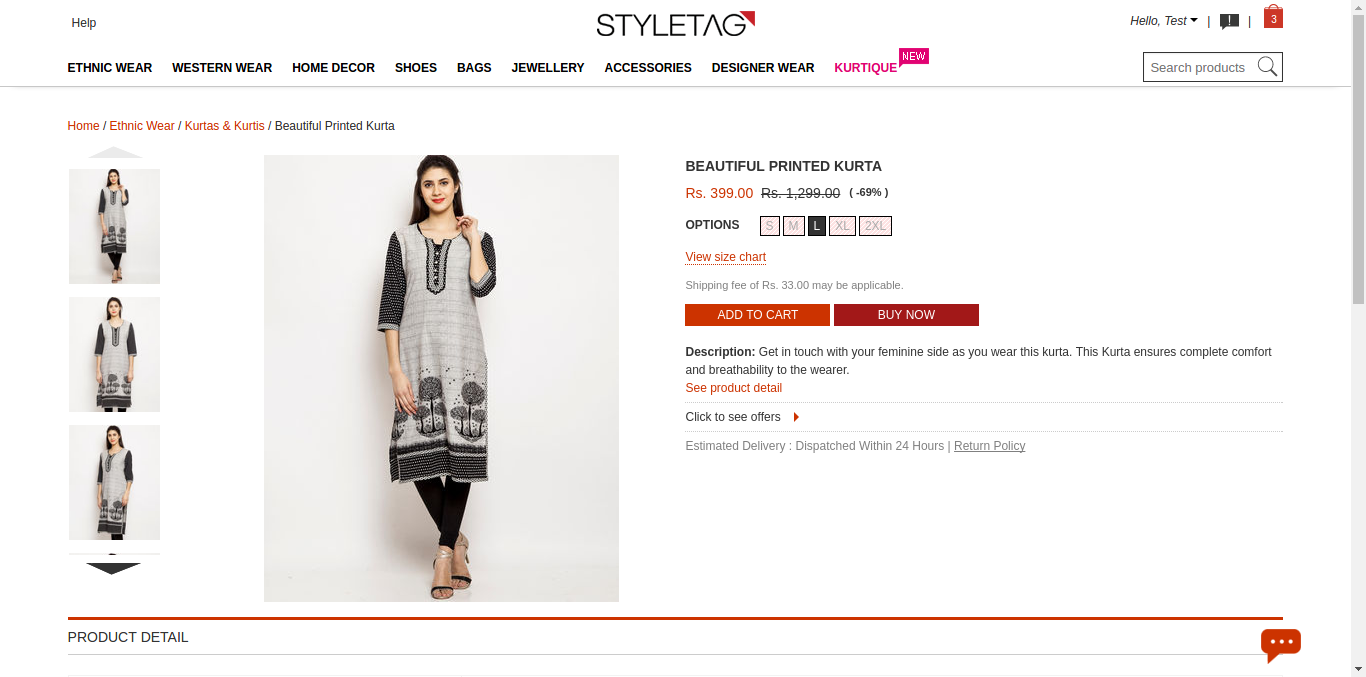 Help
STYLETAG
Hello, Test
|
!
|
3
ETHNIC WEAR
WESTERN WEAR
HOME DECOR
SHOES
BAGS
JEWELLERY
ACCESSORIES
DESIGNER WEAR
KURTIQUE
NEW
Search products
Home / Ethnic Wear / Kurtas & Kurtis / Beautiful Printed Kurta
BEAUTIFUL PRINTED KURTA
Rs. 399.00 Rs. 1,299.00 ( -69% )
OPTIONS S M L XL 2XL
View size chart
Shipping fee of Rs. 33.00 may be applicable.
ADD TO CART
BUY NOW
Description: Get in touch with your feminine side as you wear this kurta. This Kurta ensures complete comfort
and breathability to the wearer.
See product detail
Click to see offers
Estimated Delivery : Dispatched Within 24 Hours | Return Policy
PRODUCT DETAIL